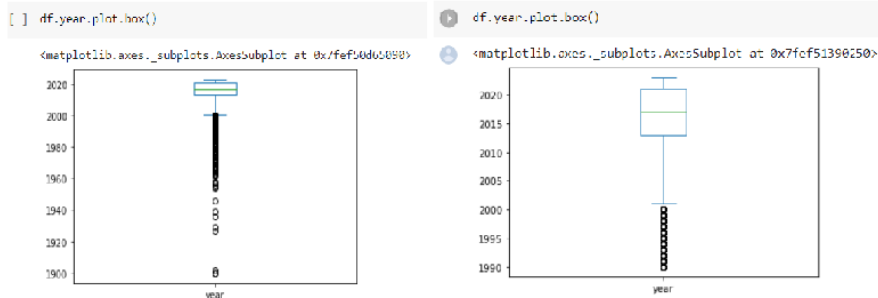 [ ] df.year.plot.box()
<matplotlib.axes._subplots.AxesSubplot at 0x7fef50d65090>
2020
2000
1980
1960
1940
1920
1900
year
df.year.plot.box()
<matplotlib.axes._subplots.AxesSubplot at 0x7fef51390250>
2020
2015
2010
2005
2000
1995
1990
year